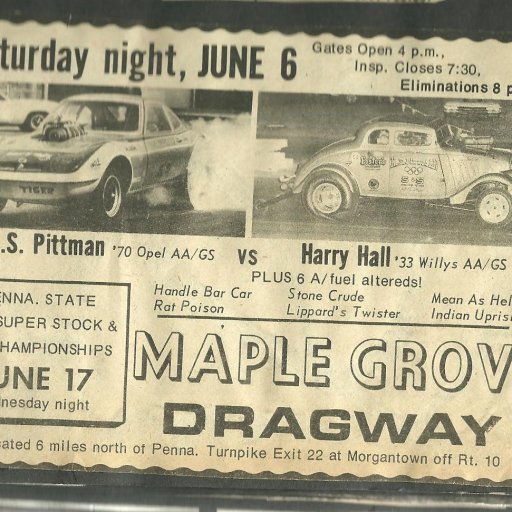 turday night, JUNE 6
Gates Open 4 p.m.,
Insp. Closes 7:30,
Eliminations 8 p
TIGER
.S. Pittman '70 Opel AA/GS VS Harry Hall '33 Willys AA/GS
PLUS 6 A/fuel altereds!
Handle Bar Car Stone Crude Mean As Hel
Rat Poison Lippard's Twister Indian Upris
ENNA. STATE
SUPER STOCK &
HAMPIONSHIPS
UNE 17
dnesday night
MAPLE GROV
DRAGWAY
ated 6 miles north of Penna. Turnpike Exit 22 at Morgantown off Rt. 10